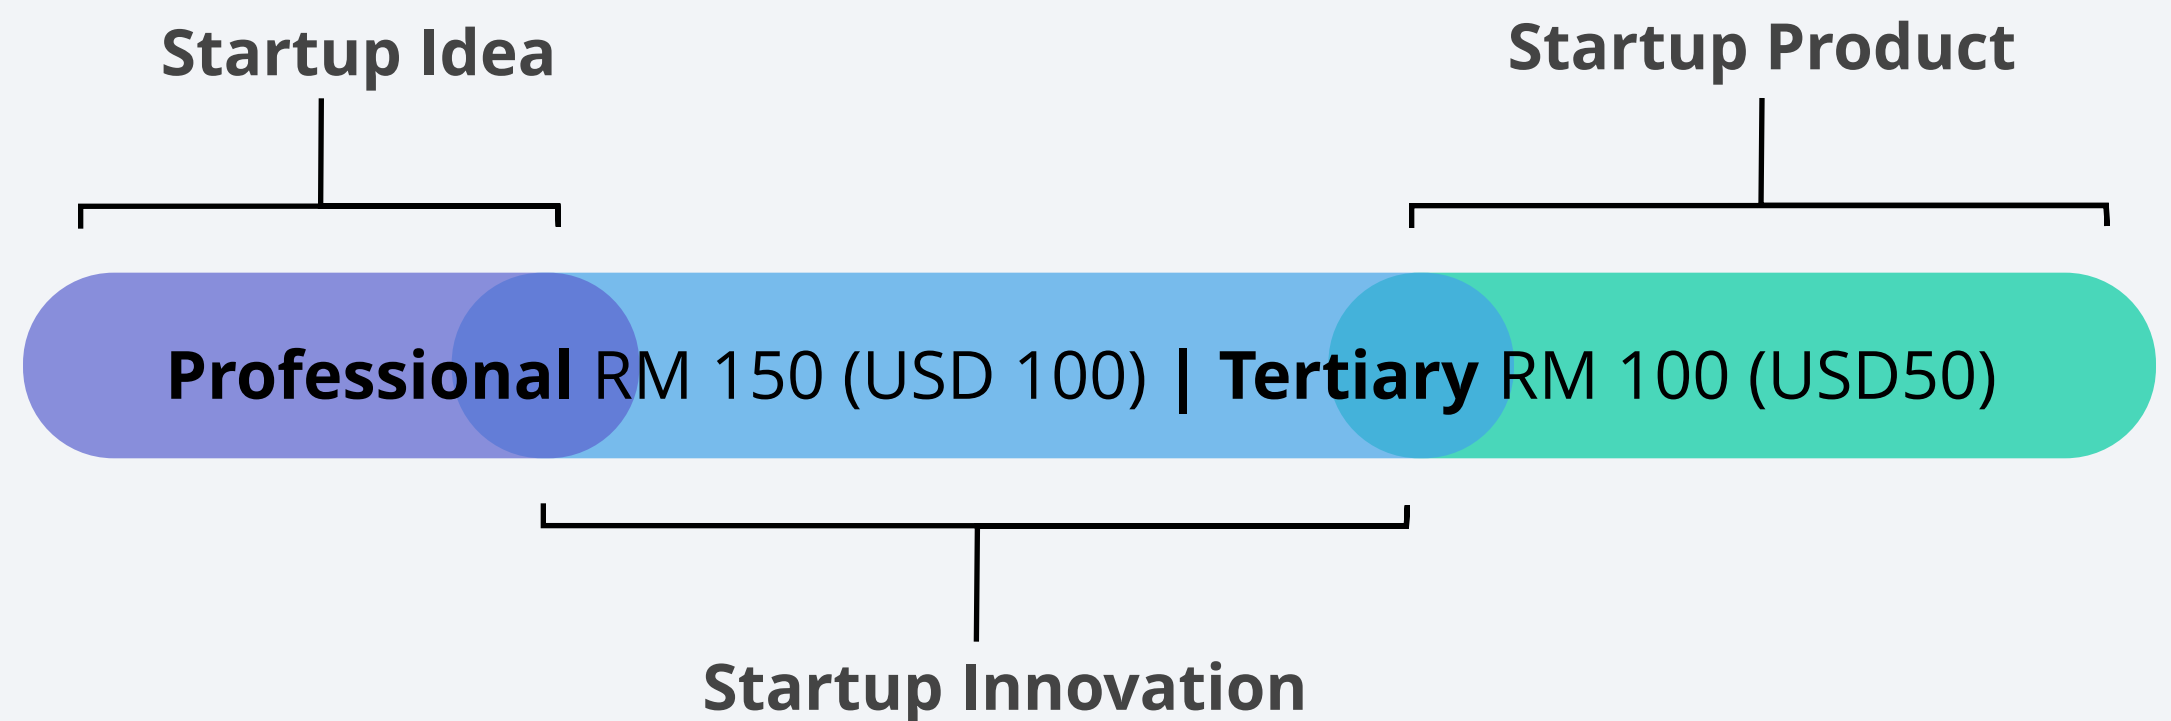 Startup Idea
Startup Product
Professional RM 150 (USD 100) | Tertiary RM 100 (USD50)
Startup Innovation